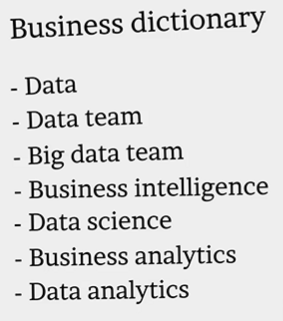 Business dictionary
- Data
- Data team
- Big data team
- Business intelligence
- Data science
- Business analytics
- Data analytics